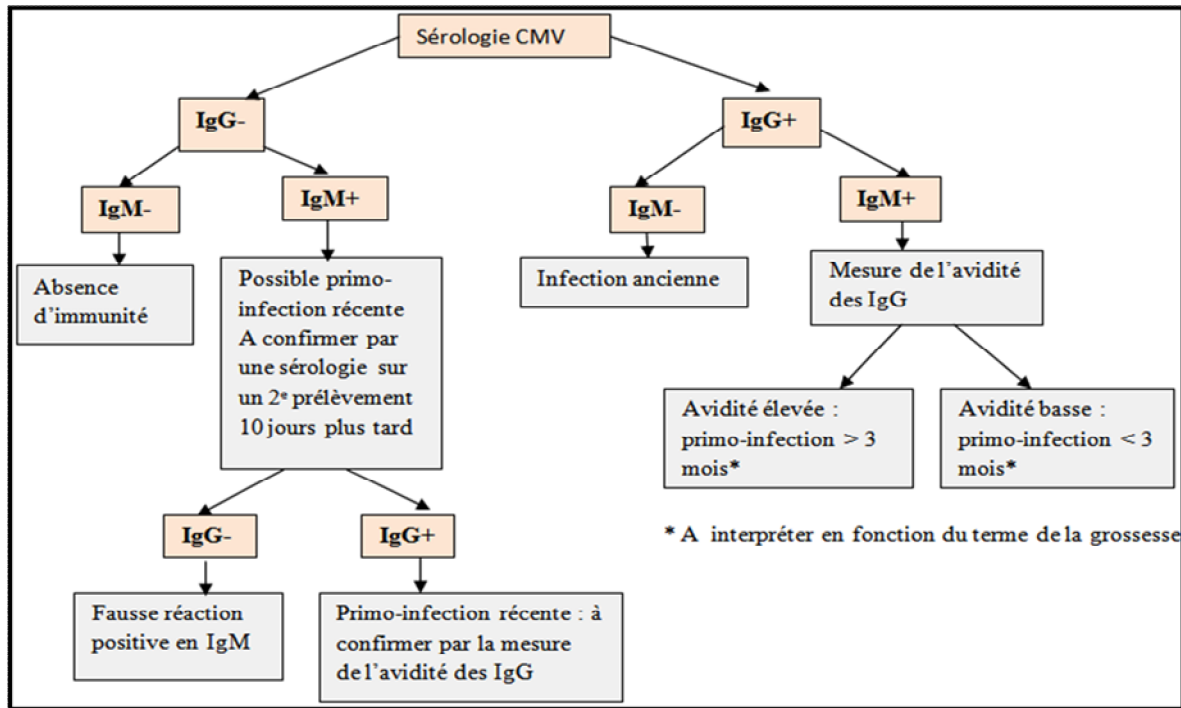 Sérologie CMV
IgG-
IgG+
IgM-
IgM+
IgM-
IgM+
Absence
d’immunité
Possible primo-
infection récente
A confirmer par
une sérologie sur
un 2e prélèvement
10 jours plus tard
Infection ancienne
Mesure de l’avidité
des IgG
Avidité élevée :
primo-infection > 3
mois*
Avidité basse :
primo-infection < 3
mois*
IgG-
IgG+
* A interpréter en fonction du terme de la grossesse
Fausse réaction
positive en IgM
Primo-infection récente : à
confirmer par la mesure
de l’avidité des IgG